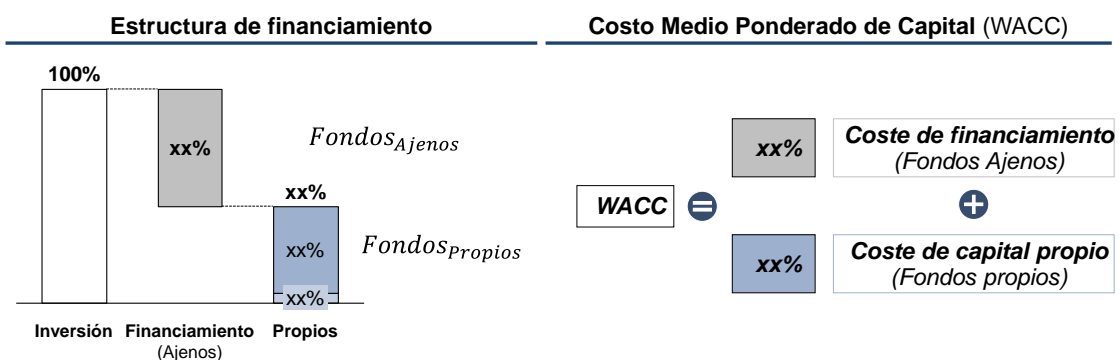 Estructura de financiamiento
100%
xx%
Fondos_Ajenos
xx%
xx%
Fondos_Propios
xx%
Inversión Financiamiento Propios
(Ajenos)
Costo Medio Ponderado de Capital (WACC)
xx%
Coste de financiamiento
(Fondos Ajenos)
WACC =
+
xx%
Coste de capital propio
(Fondos propios)